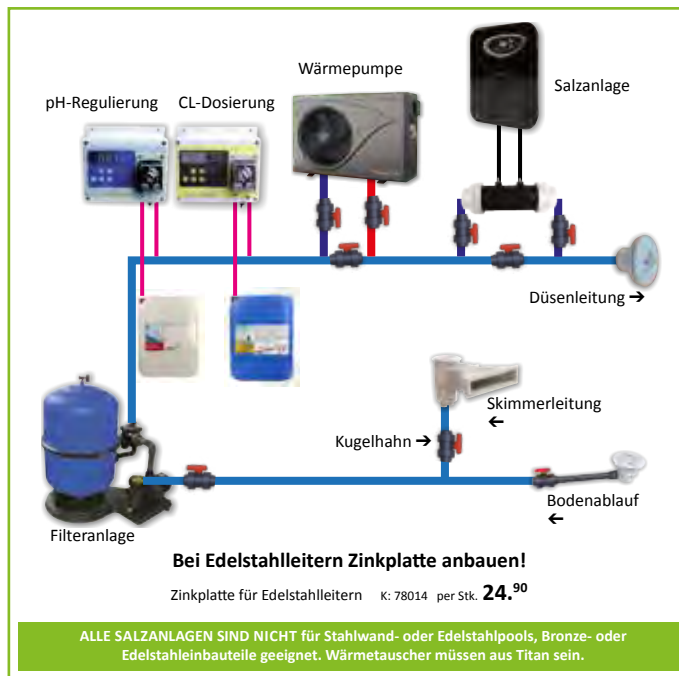 Wärmepumpe
Salzanlage
pH-Regulierung
CL-Dosierung
Düsenleitung →
Skimmerleitung
←
Kugelhahn →
Bodenablauf
←
Filteranlage
Bei Edelstahlleitern Zinkplatte anbauen!
Zinkplatte für Edelstahlleitern K: 78014 per Stk. 24.90
ALLE SALZANLAGEN SIND NICHT für Stahlwand- oder Edelstahlpools, Bronze- oder
Edelstahleinbauteile geeignet. Wärmetauscher müssen aus Titan sein.